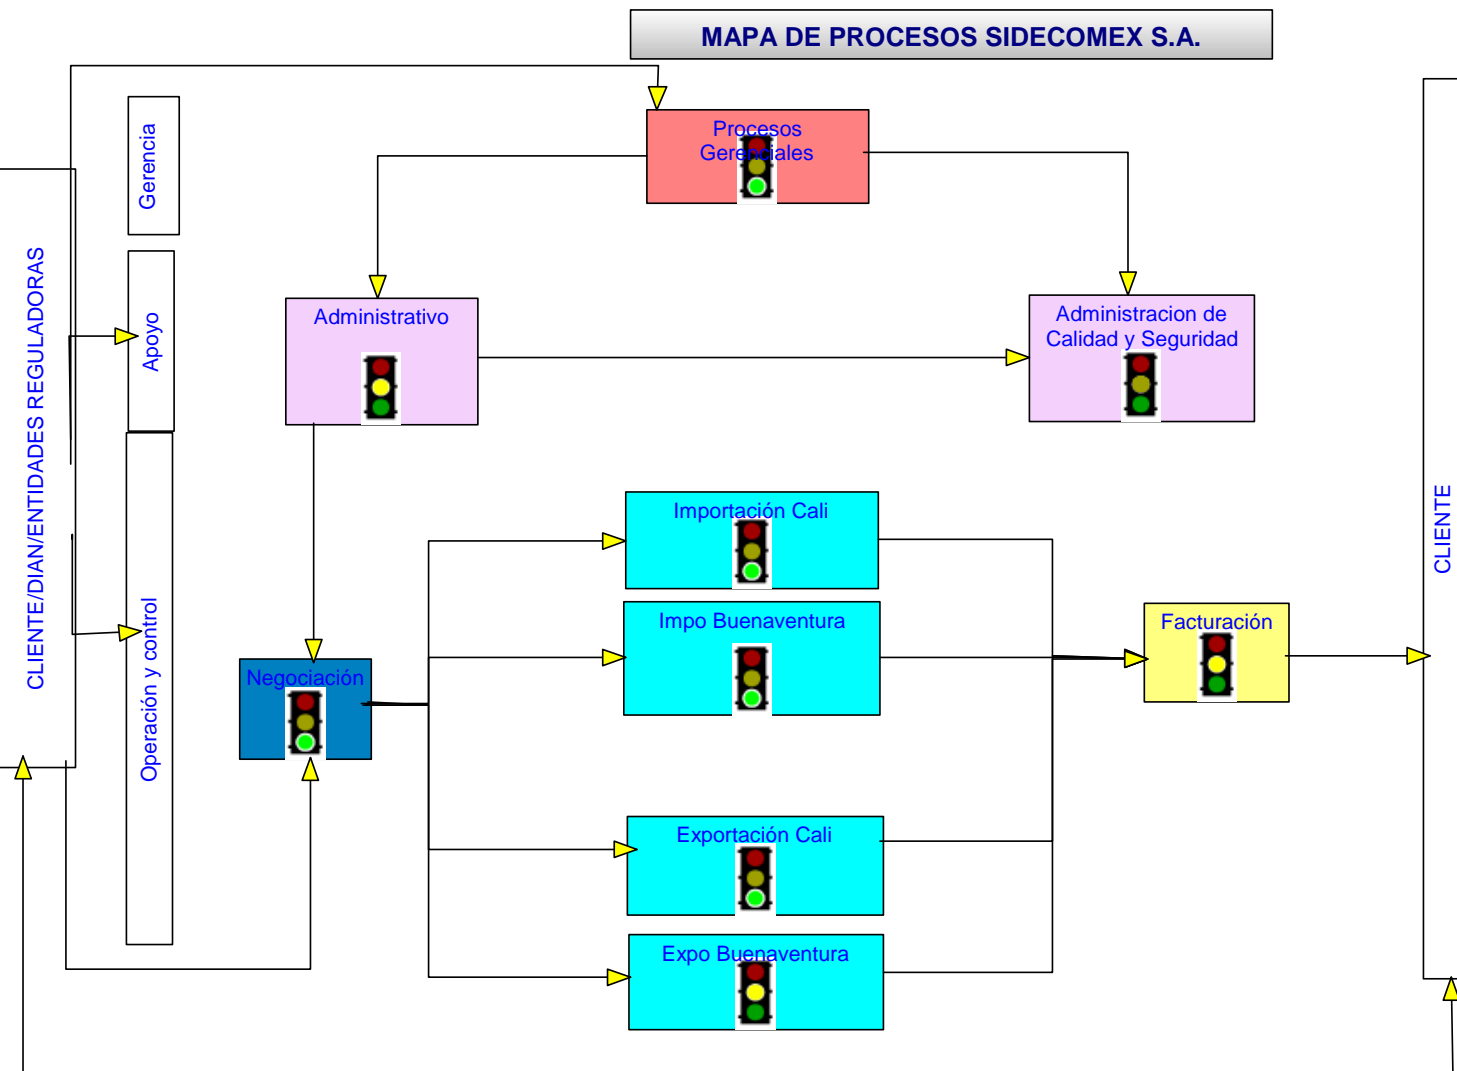 MAPA DE PROCESOS SIDECOMEX S.A.
Gerencia
Procesos
Gerenciales
CLIENTE/DIAN/ENTIDADES REGULADORAS
Apoyo
Administrativo
Administracion de
Calidad y Seguridad
Operación y control
Importación Cali
CLIENTE
Impo Buenaventura
Facturación
Negociación
Exportación Cali
Expo Buenaventura